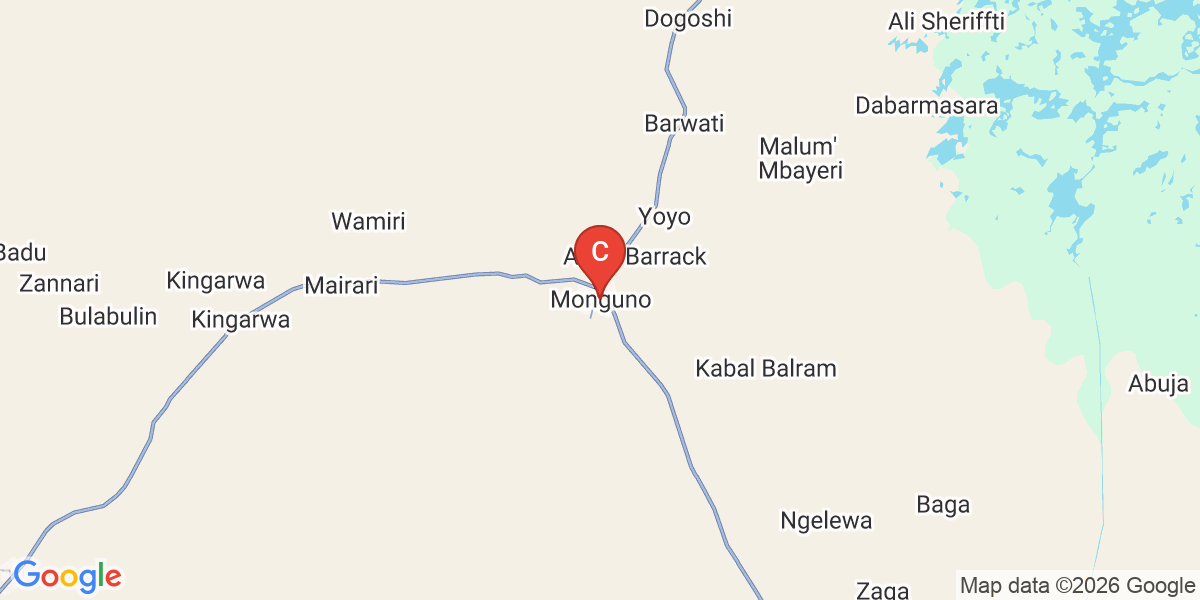 Dogoshi
Ali Sheriffti
Dabarmasara
Barwati
Malum'
Mbayeri
Yoyo
Wamiri
Badu
C
Barrack
Zannari
Kingarwa
Mairari
Monguno
Bulabulin
Kingarwa
Kabal Balram
Abuja
Baga
Ngelewa
Zaga
Google
Map data ©2026 Google